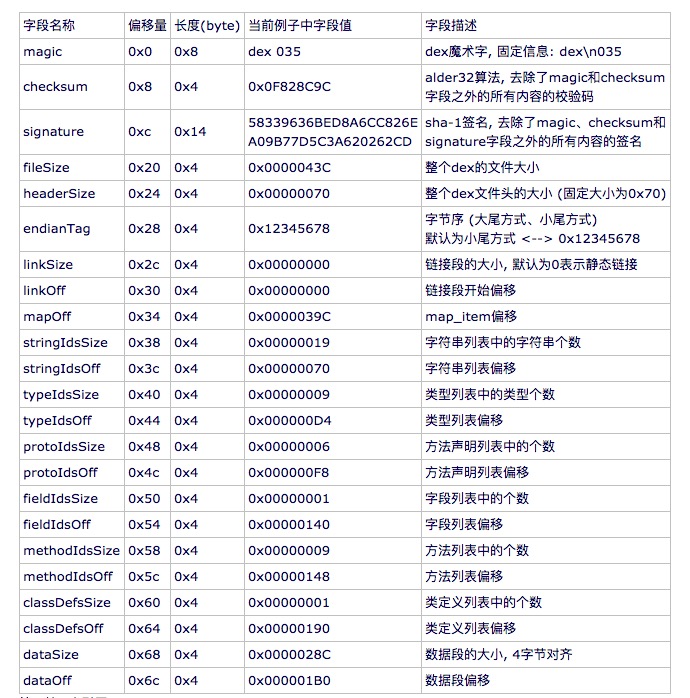 字段名称 偏移量 长度(byte) 当前例子中字段值 字段描述
magic 0x0 0x8 dex 035 dex魔术字, 固定信息: dex\n035
checksum 0x8 0x4 0x0F828C9C alder32算法, 去除了magic和checksum
字段之外的所有内容的校验码
signature 0xc 0x14 58339636BED8A6CC826E sha-1签名, 去除了magic、checksum和
A09B77D5C3A620262CD signature字段之外的所有内容的签名
fileSize 0x20 0x4 0x0000043C 整个dex的文件大小
headerSize 0x24 0x4 0x00000070 整个dex文件头的大小 (固定大小为0x70)
endianTag 0x28 0x4 0x12345678 字节序 (大尾方式、小尾方式)
默认为小尾方式 <--> 0x12345678
linkSize 0x2c 0x4 0x00000000 链接段的大小, 默认为0表示静态链接
linkOff 0x30 0x4 0x00000000 链接段开始偏移
mapOff 0x34 0x4 0x0000039C map_item偏移
stringIdsSize 0x38 0x4 0x00000019 字符串列表中的字符串个数
stringIdsOff 0x3c 0x4 0x00000070 字符串列表偏移
typeIdsSize 0x40 0x4 0x00000009 类型列表中的类型个数
typeIdsOff 0x44 0x4 0x000000D4 类型列表偏移
protoIdsSize 0x48 0x4 0x00000006 方法声明列表中的个数
protoIdsOff 0x4c 0x4 0x000000F8 方法声明列表偏移
fieldIdsSize 0x50 0x4 0x00000001 字段列表中的个数
fieldIdsOff 0x54 0x4 0x00000140 字段列表偏移
methodIdsSize 0x58 0x4 0x00000009 方法列表中的个数
methodIdsOff 0x5c 0x4 0x00000148 方法列表偏移
classDefsSize 0x60 0x4 0x00000001 类定义列表中的个数
classDefsOff 0x64 0x4 0x00000190 类定义列表偏移
dataSize 0x68 0x4 0x0000028C 数据段的大小, 4字节对齐
dataOff 0x6c 0x4 0x000001B0 数据段偏移